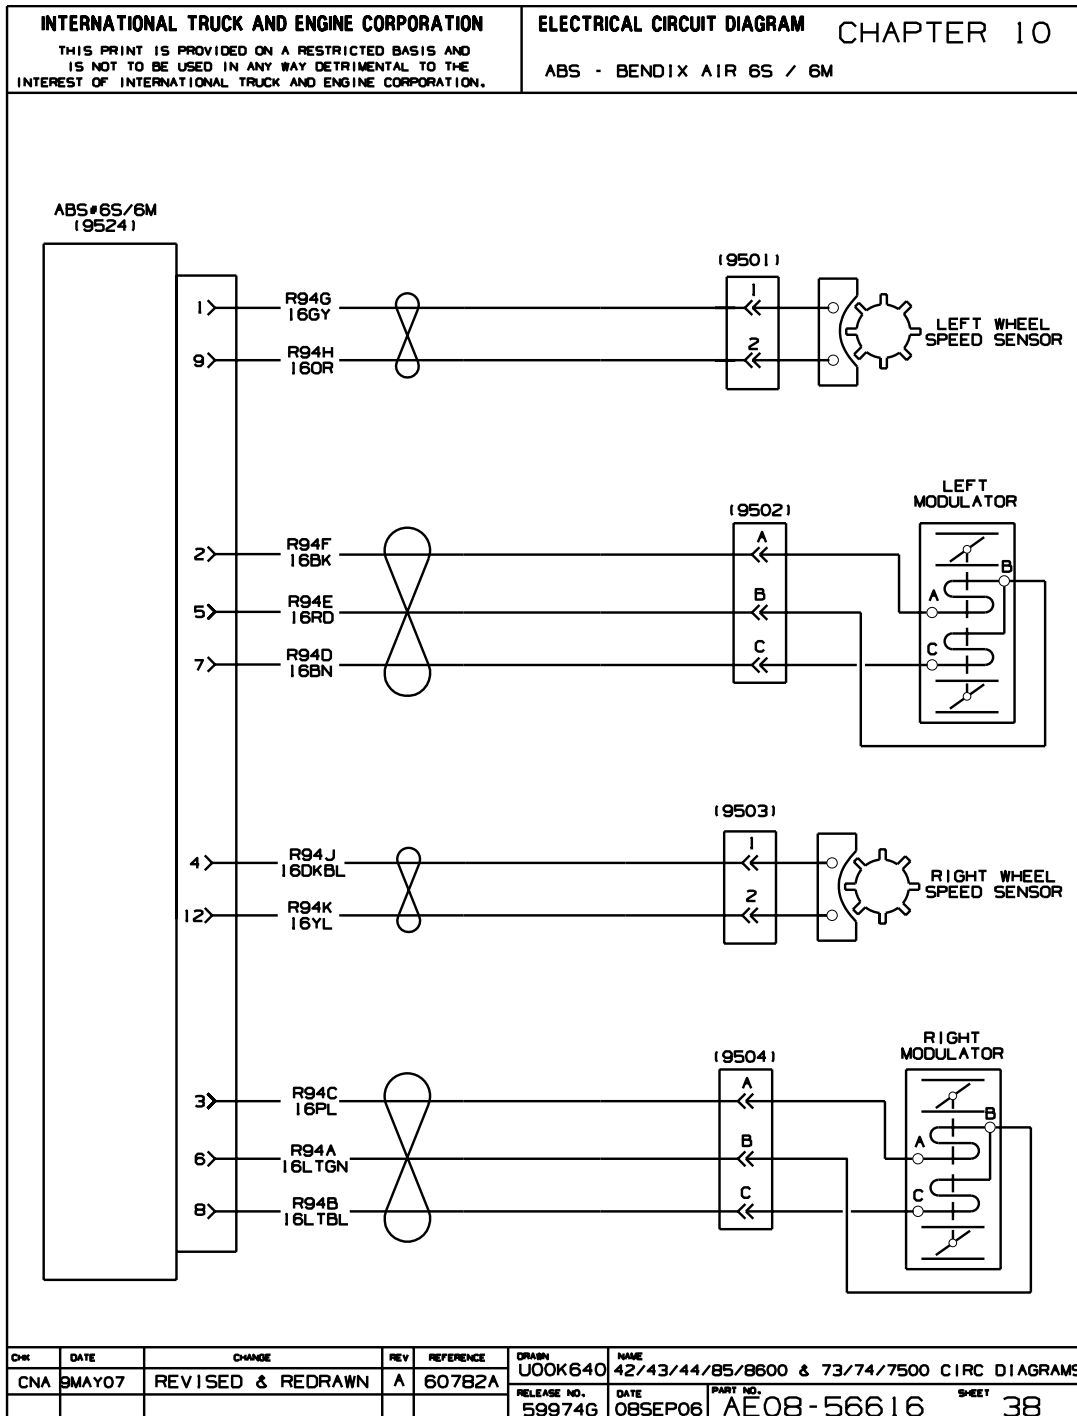 INTERNATIONAL TRUCK AND ENGINE CORPORATION
THIS PRINT IS PROVIDED ON A RESTRICTED BASIS AND
IS NOT TO BE USED IN ANY WAY DETRIMENTAL TO THE
INTEREST OF INTERNATIONAL TRUCK AND ENGINE CORPORATION.
ELECTRICAL CIRCUIT DIAGRAM
CHAPTER 10
ABS - BENDIX AIR 6S / 6M
ABS#6S/6M
(9524)
(9501)
1
R94G
16GY
1
9
R94H
16OR
2
LEFT WHEEL
SPEED SENSOR
LEFT
MODULATOR
(9502)
2
R94F
16BK
A
B
5
R94E
16RD
B
A
7
R94D
16BN
C
C
(9503)
4
R94J
16DKBL
1
12
R94K
16YL
2
RIGHT WHEEL
SPEED SENSOR
RIGHT
MODULATOR
(9504)
3
R94C
16PL
A
B
6
R94A
16LTGN
B
A
8
R94B
16LTBL
C
C
CHK DATE CHANGE REV REFERENCE
CNA 9MAY07 REVISED & REDRAWN A 60782A
DRAWN
U00K640
NAME
42/43/44/85/8600 & 73/74/7500 CIRC DIAGRAMS
RELEASE NO.
59974G
DATE
08SEP06
PART NO.
AE08-56616
SHEET
38